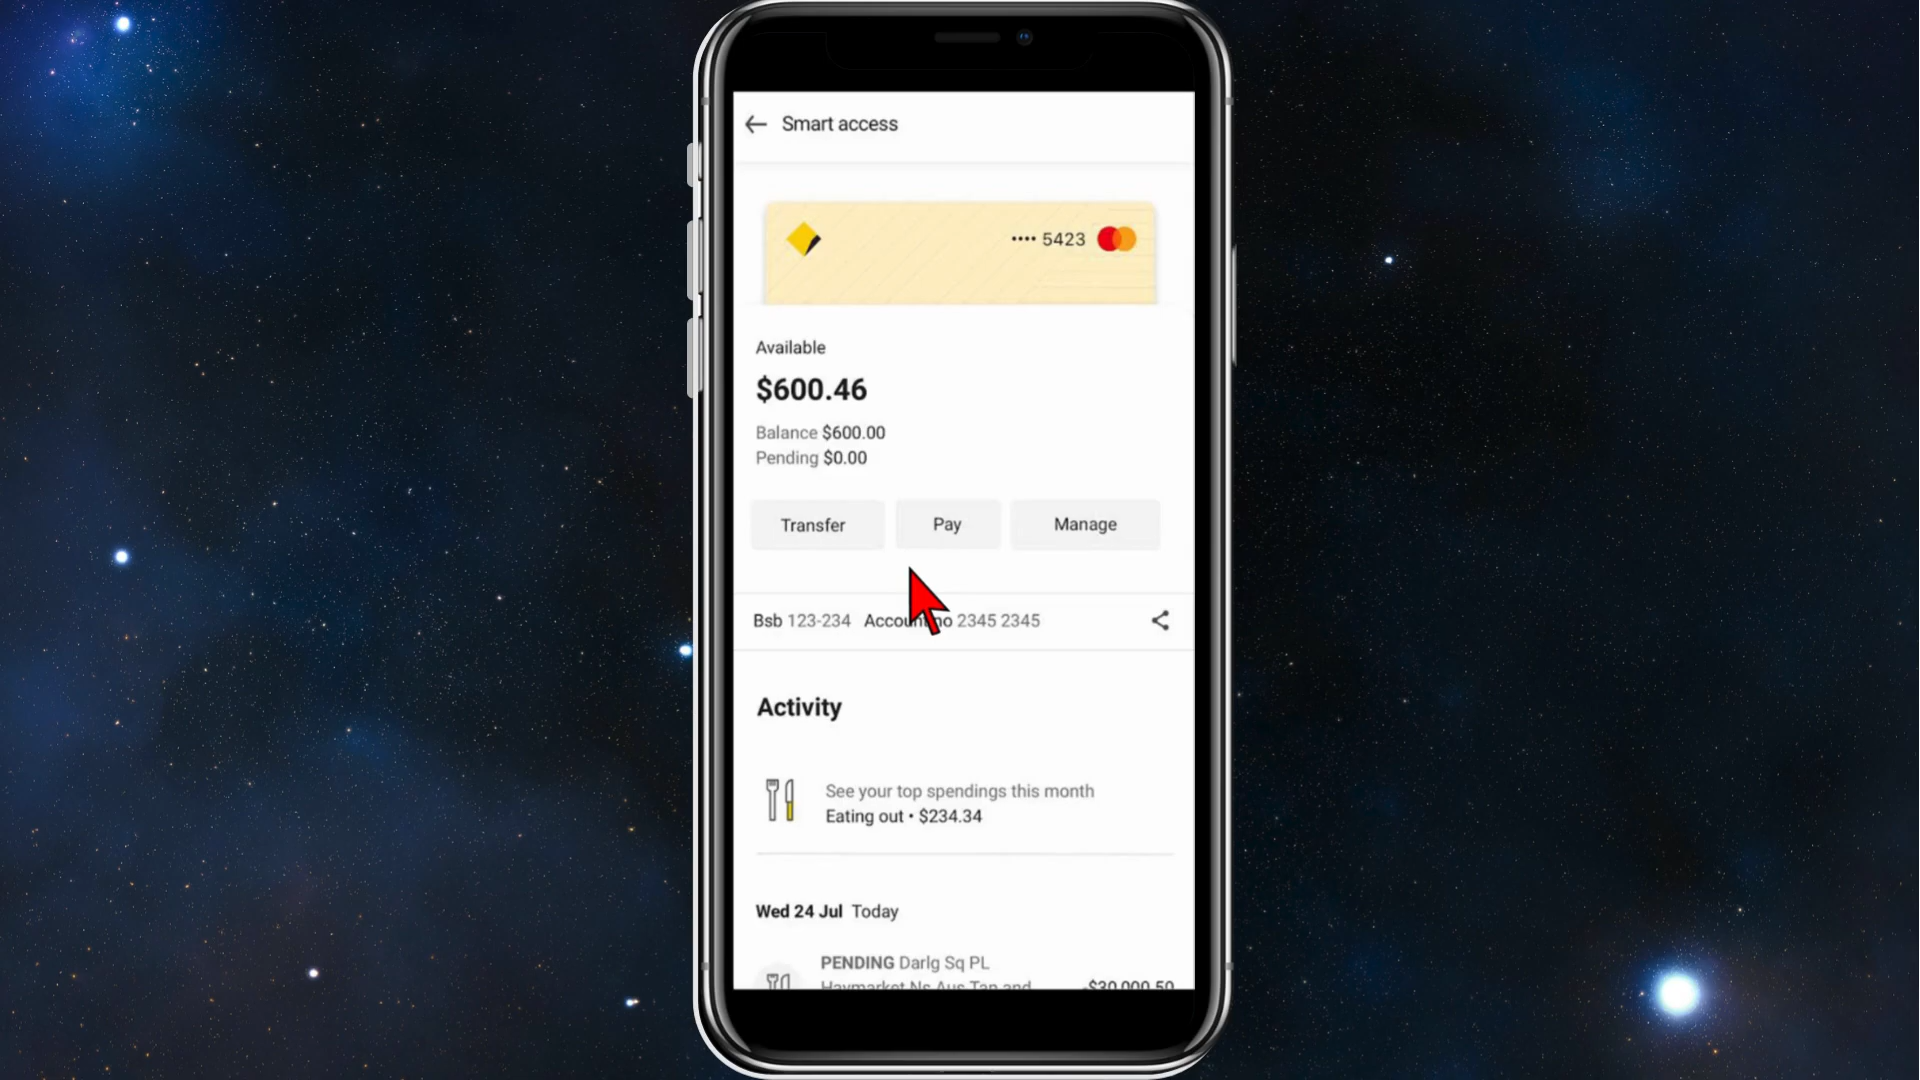 Smart access
•••• 5423
Available
$600.46
Balance $600.00
Pending $0.00
Transfer Pay Manage
Bsb 123-234 Account no 2345 2345
Activity
See your top spendings this month
Eating out • $234.34
Wed 24 Jul Today
PENDING Darlg Sq PL
Haymarket Ns Aus Tap and -$30,000.50